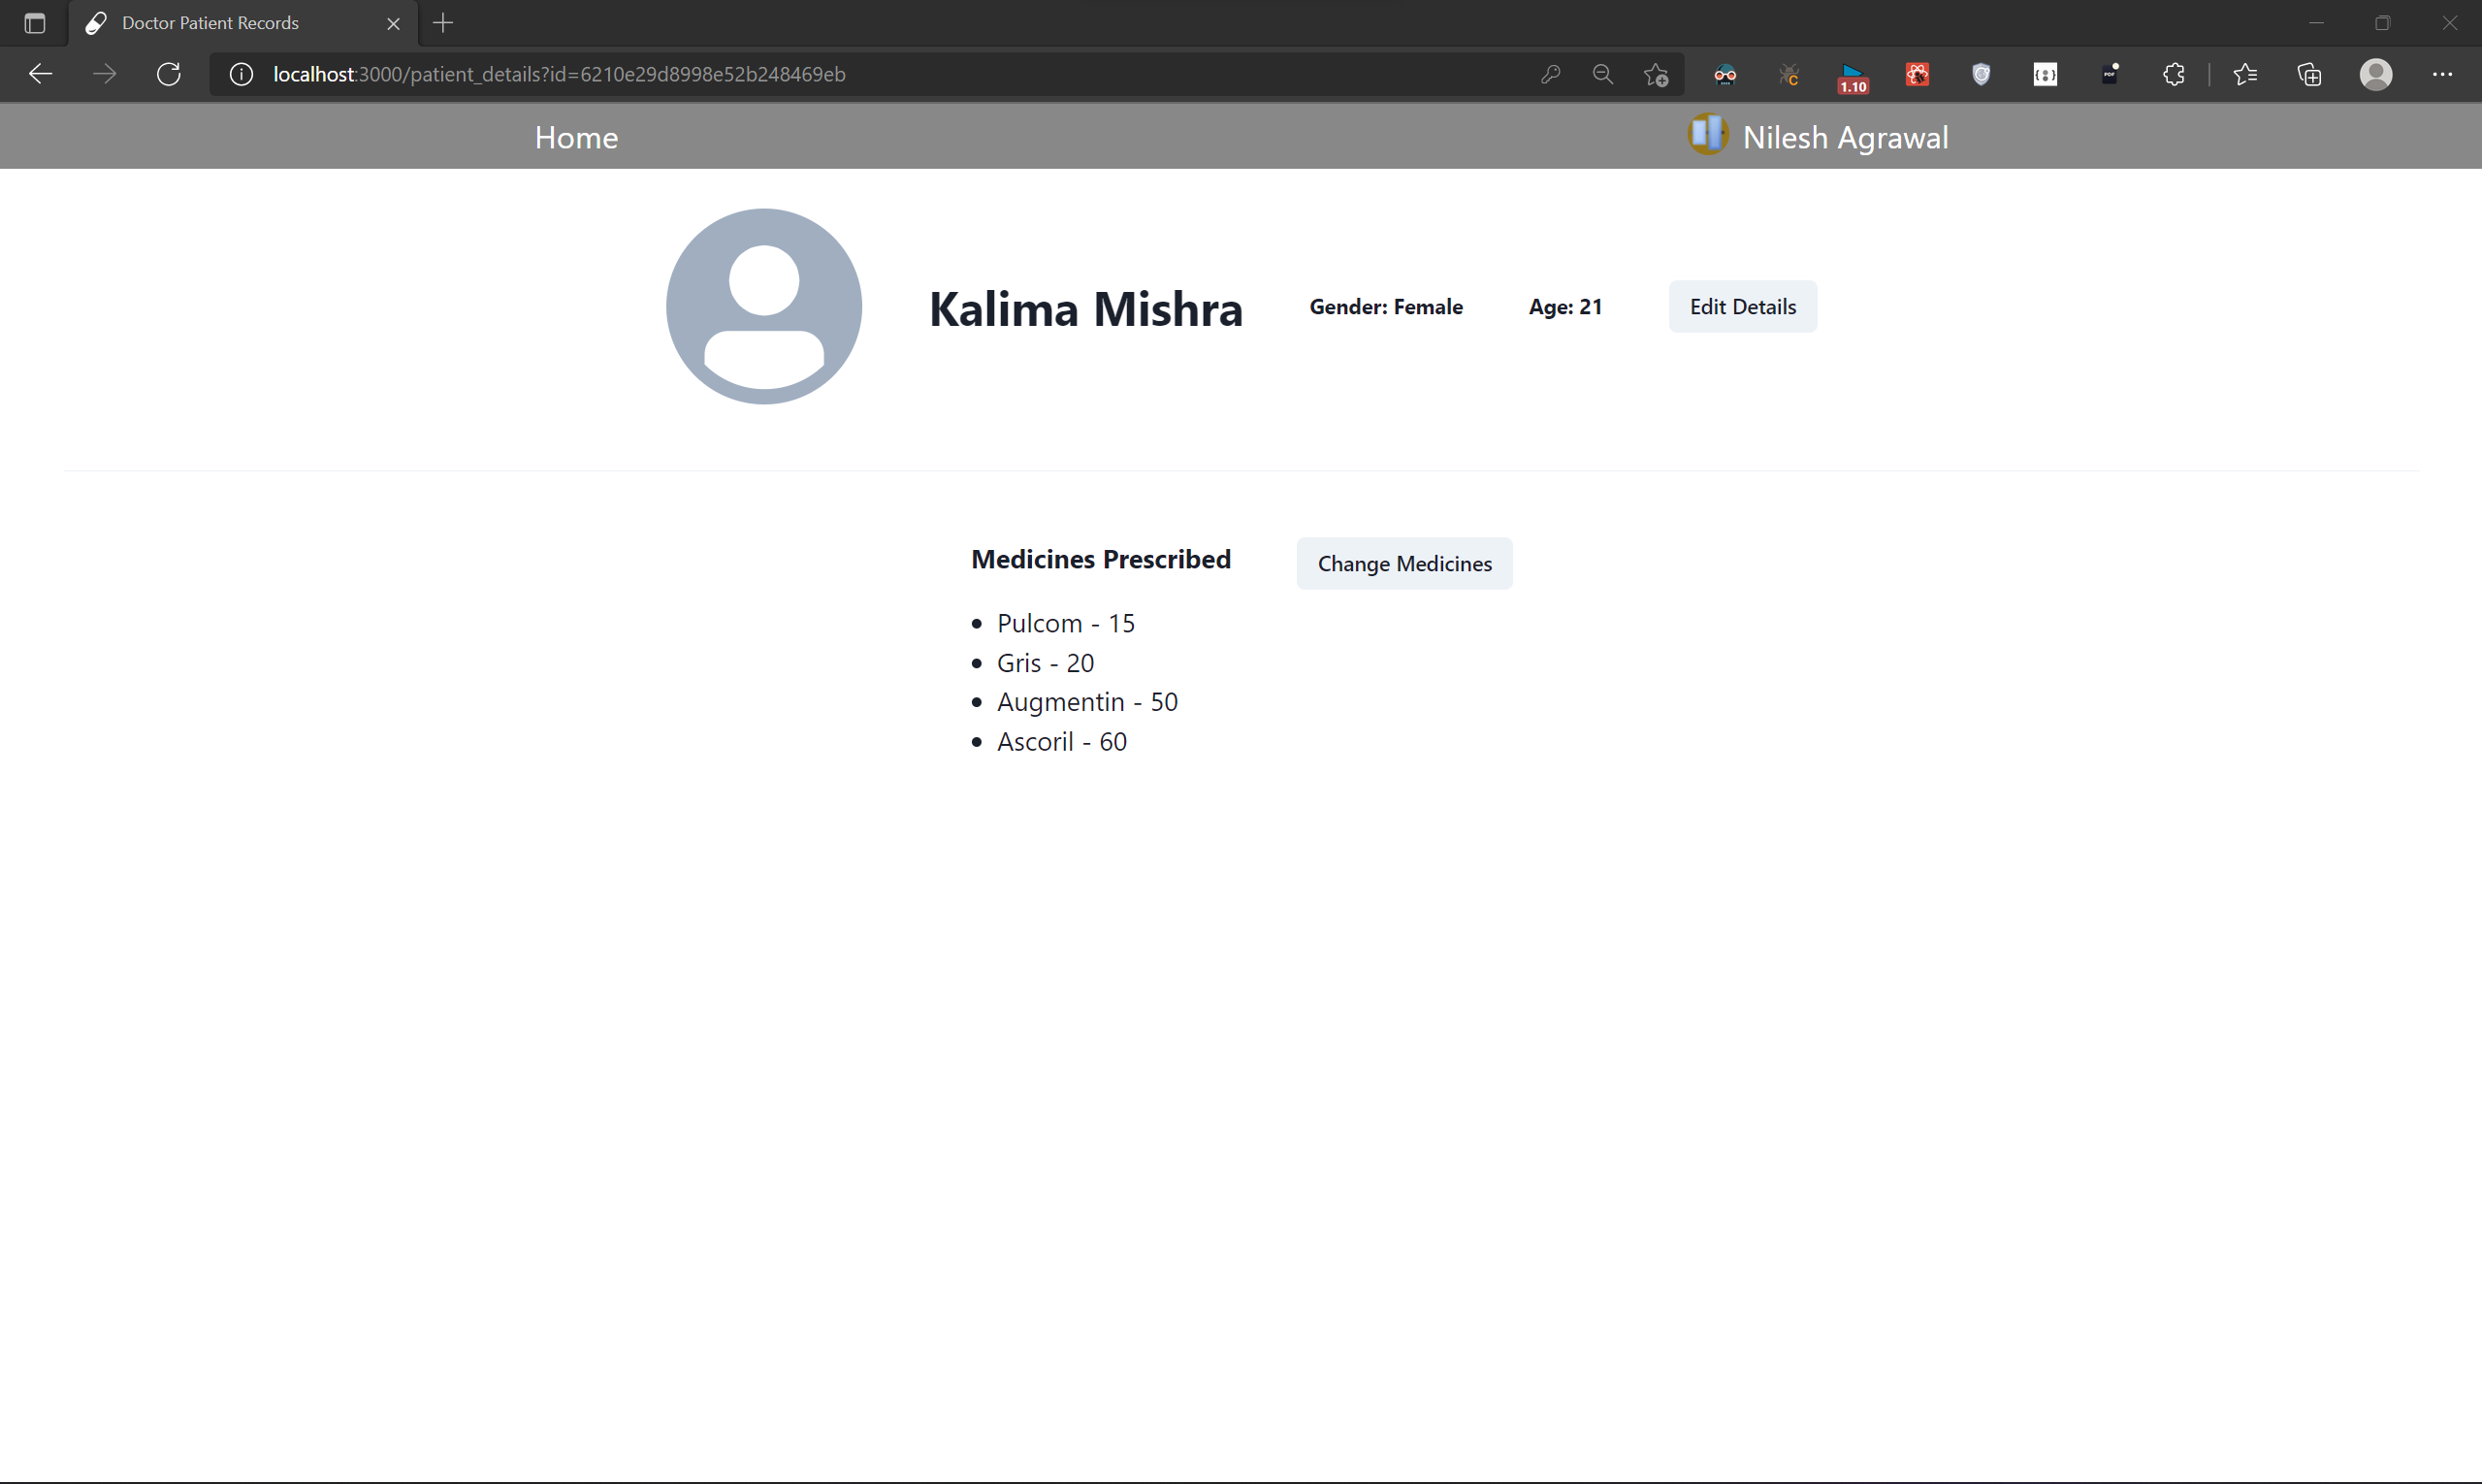 Doctor Patient Records
localhost:3000/patient_details?id=6210e29d8998e52b248469eb
1.10
PDF
Home
Nilesh Agrawal
Kalima Mishra
Gender: Female
Age: 21
Edit Details
Medicines Prescribed
Change Medicines
• Pulcom - 15
• Gris - 20
• Augmentin - 50
• Ascoril - 60